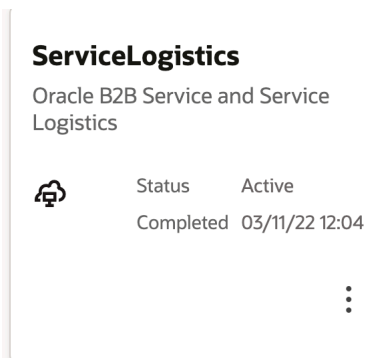 ServiceLogistics
Oracle B2B Service and Service
Logistics
Status Active
Completed 03/11/22 12:04